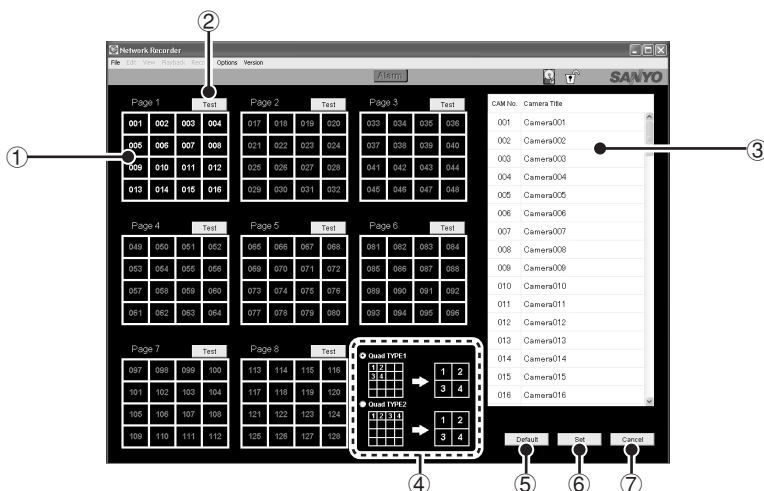 ②
Network Recorder
File Edit View Playback Reco Options Version
Alarm
SANYO
Page 1 Test Page 2 Test Page 3 Test
001 002 003 004 017 018 019 020 033 034 035 036
005 006 007 008 021 022 023 024 037 038 039 040
009 010 011 012 025 026 027 028 041 042 043 044
013 014 015 016 029 030 031 032 045 046 047 048
①
Page 4 Test Page 5 Test Page 6 Test
049 050 051 052 065 066 067 068 081 082 083 084
053 054 055 056 069 070 071 072 085 086 087 088
057 058 059 060 073 074 075 076 089 090 091 092
061 062 063 064 077 078 079 080 093 094 095 096
Page 7 Test Page 8 Test
097 098 099 100 113 114 115 116
101 102 103 104 117 118 119 120
105 106 107 108 121 122 123 124
109 110 111 112 125 126 127 128
Quad TYPE1
1 2
3 4
1 2
3 4
Quad TYPE2
1 2 3 4
1 2
3 4
④
CAM No. Camera Title
001 Camera001
002 Camera002
003 Camera003
004 Camera004
005 Camera005
006 Camera006
007 Camera007
008 Camera008
009 Camera009
010 Camera010
011 Camera011
012 Camera012
013 Camera013
014 Camera014
015 Camera015
016 Camera016
③
Default Set Cancel
⑤ ⑥ ⑦